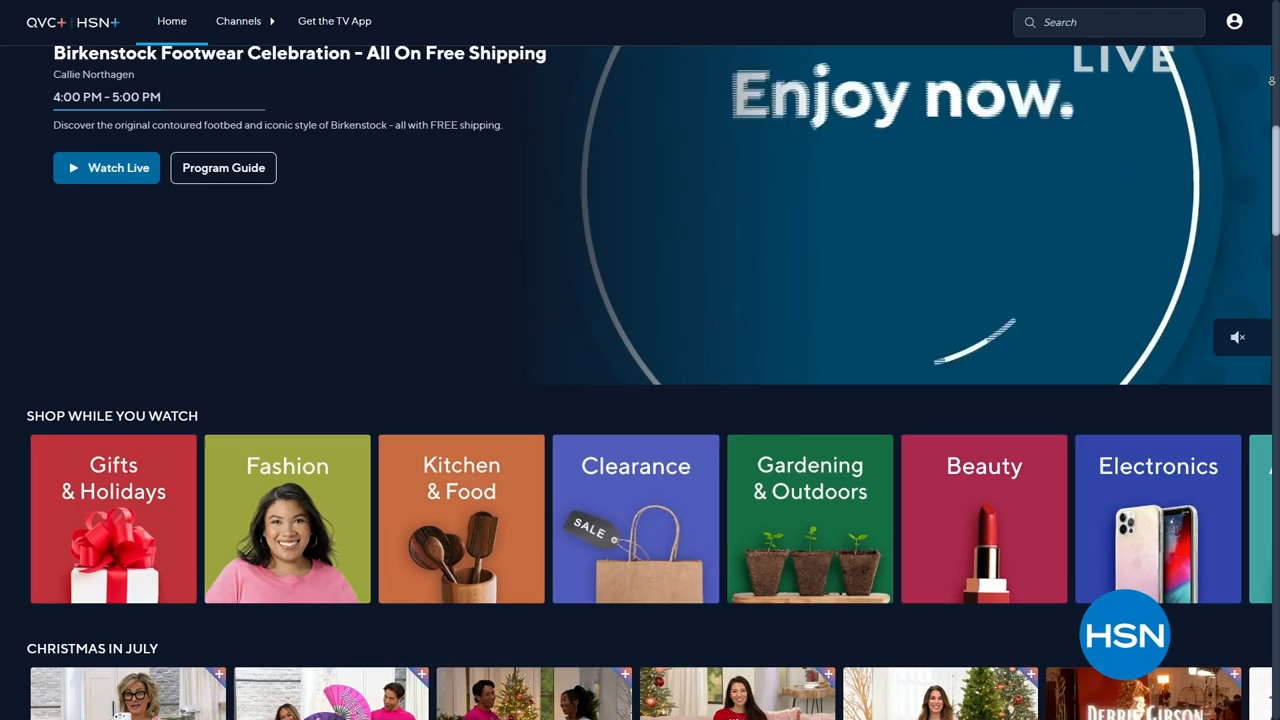 QVC+ | HSN+
Home
Channels
Get the TV App
Search
Birkenstock Footwear Celebration - All On Free Shipping
Callie Northagen
4:00 PM - 5:00 PM
Discover the original contoured footbed and iconic style of Birkenstock - all with FREE shipping.
Watch Live
Program Guide
LIVE
Enjoy now.
SHOP WHILE YOU WATCH
Gifts
& Holidays
Fashion
Kitchen
& Food
Clearance
SALE
Gardening
& Outdoors
Beauty
Electronics
HSN
CHRISTMAS IN JULY
DEBBIE GIBSON